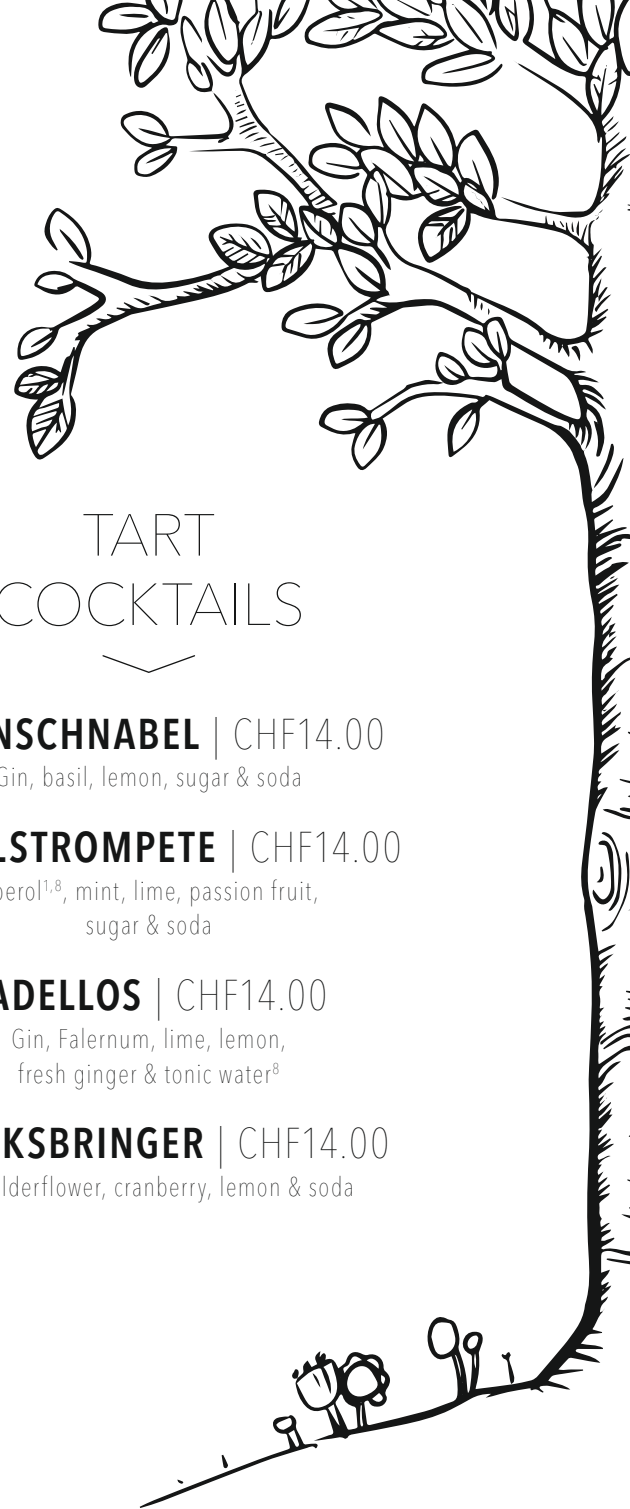 TART
COCKTAILS
NSCHNABEL | CHF14.00
Gin, basil, lemon, sugar & soda
LSTROMPETE | CHF14.00
perol1,8, mint, lime, passion fruit,
sugar & soda
ADELLOS | CHF14.00
Gin, Falernum, lime, lemon,
fresh ginger & tonic water8
KSBRINGER | CHF14.00
lderflower, cranberry, lemon & soda